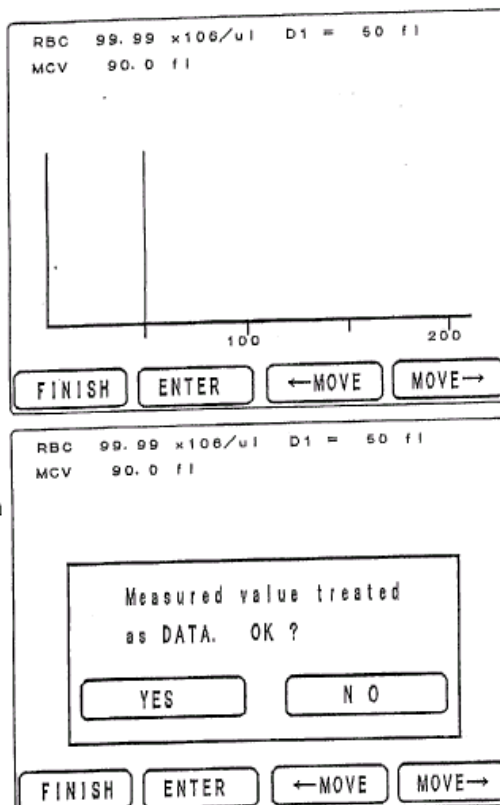 RBC 99.99 x106/ul D1 = 50 fl
MCV 90.0 fl
100 200
FINISH ENTER ←MOVE MOVE→
RBC 99.99 x106/ul D1 = 50 fl
MCV 90.0 fl
Measured value treated
as DATA. OK ?
YES NO
FINISH ENTER ←MOVE MOVE→